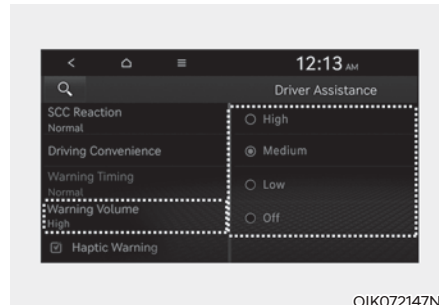 12:13 AM
Driver Assistance
SCC Reaction
Normal
Driving Convenience
Warning Timing
Normal
Warning Volume
High
Haptic Warning
High
Medium
Low
Off
OIK072147N